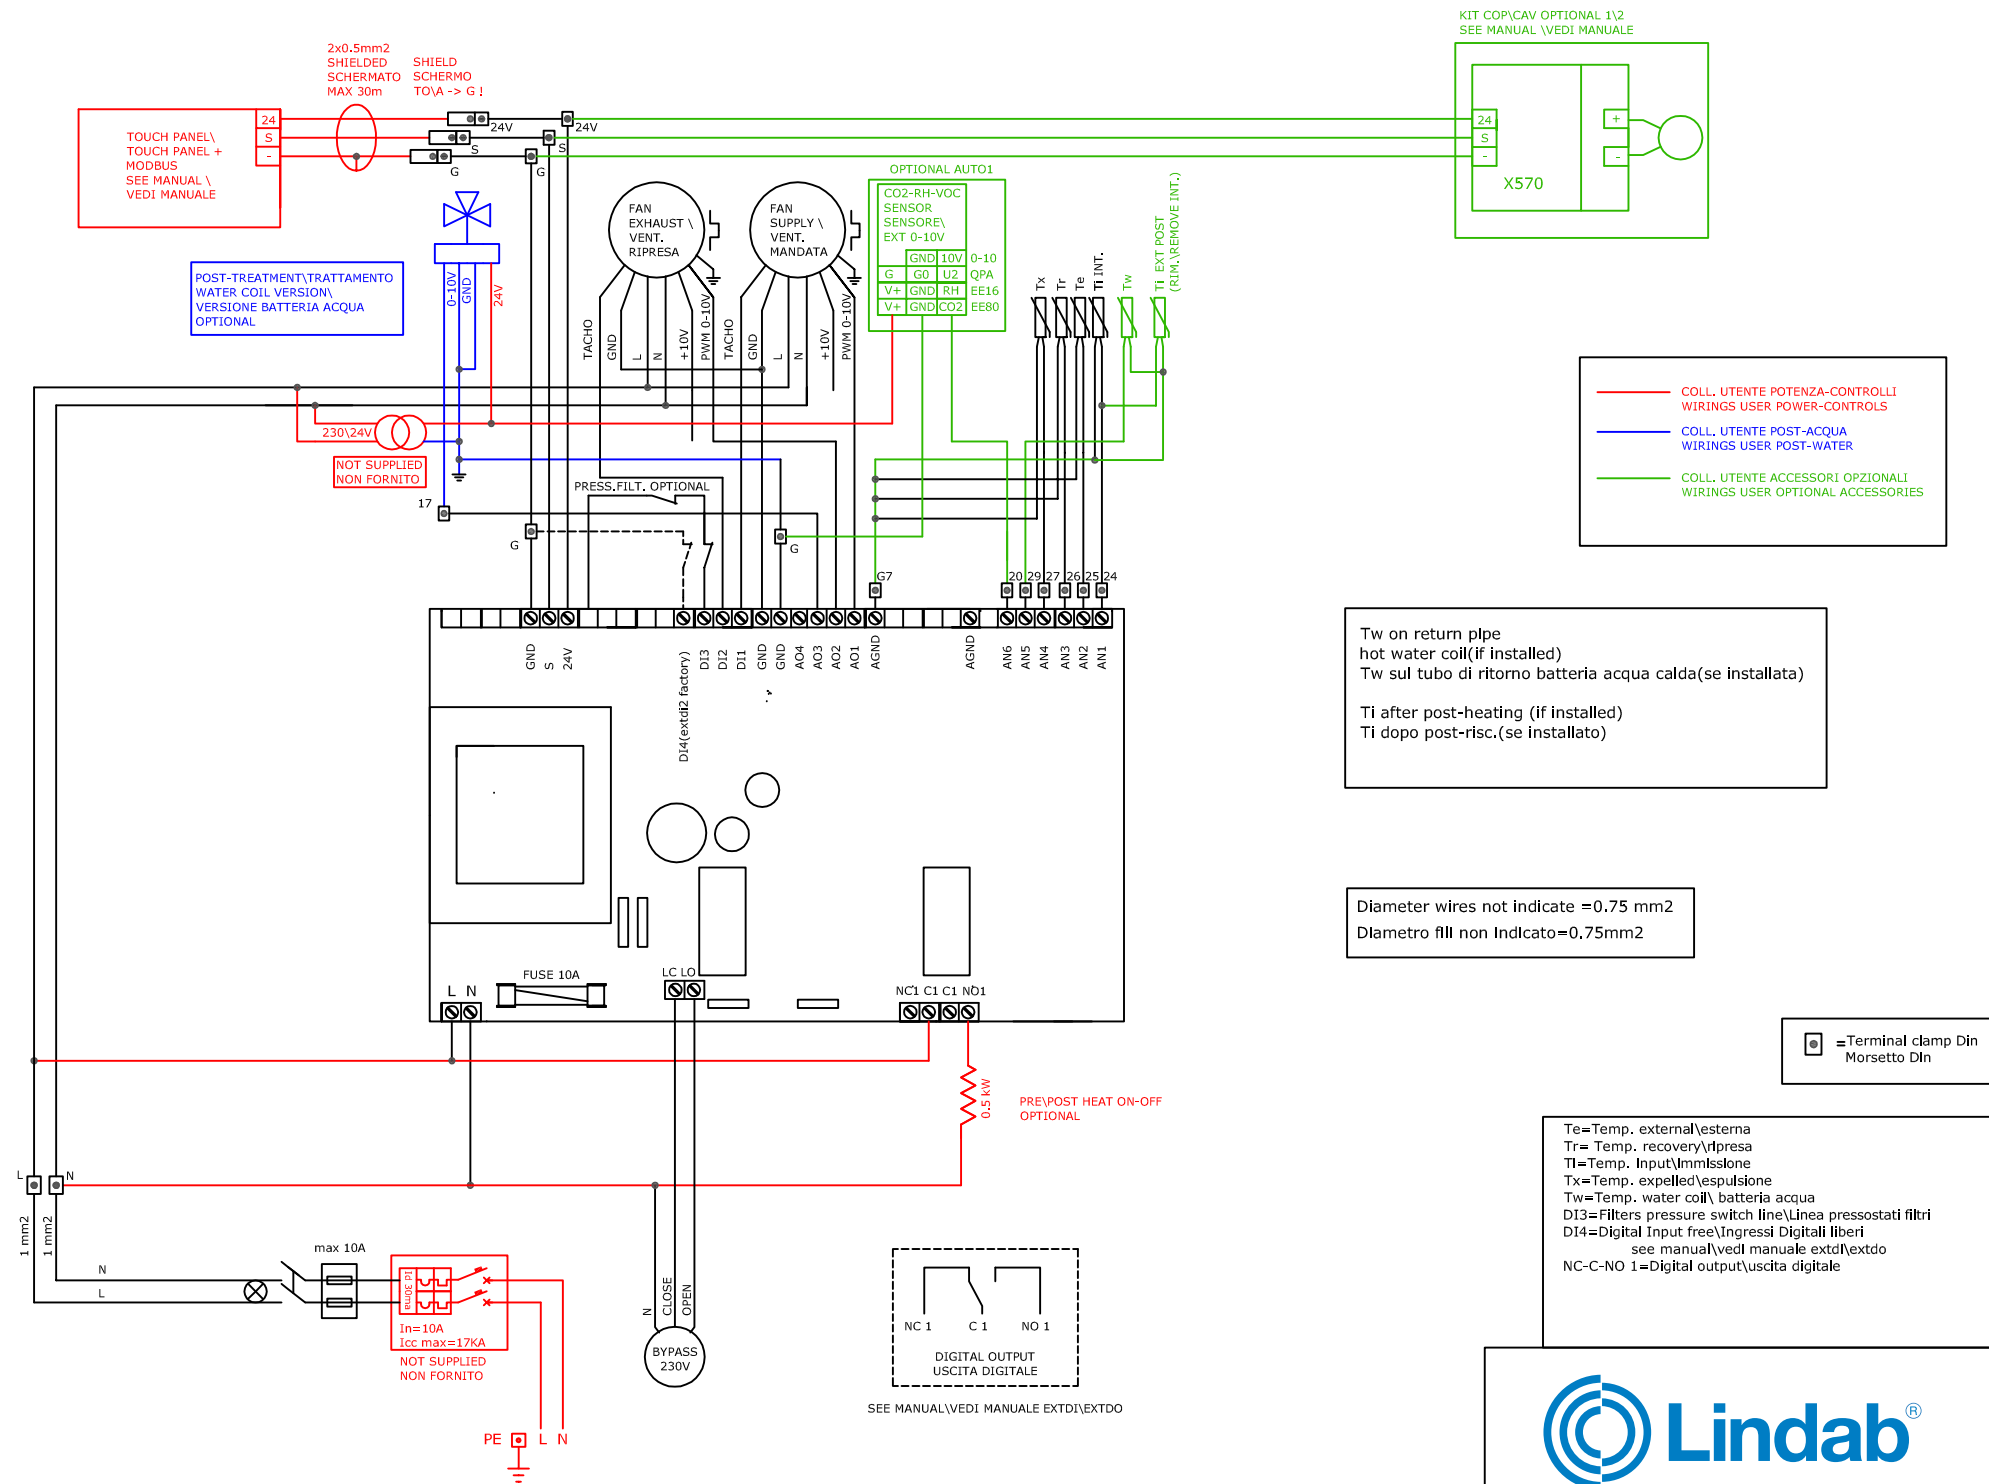 KIT COP\CAV OPTIONAL 1\2
SEE MANUAL \VEDI MANUALE
2x0.5mm2
SHIELDED
SCHERMATO
MAX 30m
SHIELD
SCHERMO
TO\A -> G !
TOUCH PANEL\
TOUCH PANEL +
MODBUS
SEE MANUAL \
VEDI MANUALE
24
S
-
24V
S
G
24V
S
G
24
S
-
+
-
X570
OPTIONAL AUTO1
CO2-RH-VOC
SENSOR
SENSORE\
EXT 0-10V
GND 10V 0-10
G G0 U2 QPA
V+ GND RH EE16
V+ GND CO2 EE80
FAN
EXHAUST \
VENT.
RIPRESA
FAN
SUPPLY \
VENT.
MANDATA
POST-TREATMENT\TRATTAMENTO
WATER COIL VERSION\
VERSIONE BATTERIA ACQUA
OPTIONAL
0-10V
GND
24V
TACHO
GND
L
N
+10V
PWM 0-10V
TACHO
GND
L
N
+10V
PWM 0-10V
Tx
Tr
Te
Ti INT.
Tw
Ti EXT POST
(RIM.\REMOVE INT.)
COLL. UTENTE POTENZA-CONTROLLI
WIRINGS USER POWER-CONTROLS
COLL. UTENTE POST-ACQUA
WIRINGS USER POST-WATER
COLL. UTENTE ACCESSORI OPZIONALI
WIRINGS USER OPTIONAL ACCESSORIES
230\24V
NOT SUPPLIED
NON FORNITO
17
PRESS.FILT. OPTIONAL
G
G
G7
20
29
27
26
25
24
GND
S
24V
DI4(extdi2 factory)
DI3
DI2
DI1
GND
GND
AO4
AO3
AO2
AO1
AGND
AGND
AN6
AN5
AN4
AN3
AN2
AN1
Tw on return pipe
hot water coil(if installed)
Tw sul tubo di ritorno batteria acqua calda(se installata)
Ti after post-heating (if installed)
Ti dopo post-risc.(se installato)
Diameter wires not indicate =0.75 mm2
Diametro fili non indicato=0.75mm2
FUSE 10A
L N
LC LO
NC1 C1 C1 NO1
=Terminal clamp Din
Morsetto Din
0.5 kW
PRE\POST HEAT ON-OFF
OPTIONAL
Te=Temp. external\esterna
Tr= Temp. recovery\ripresa
Ti=Temp. input\immissione
Tx=Temp. expelled\espulsione
Tw=Temp. water coil\ batteria acqua
DI3=Filters pressure switch line\Linea pressostati filtri
DI4=Digital Input free\Ingressi Digitali liberi
see manual\vedi manuale extdi\extdo
NC-C-NO 1=Digital output\uscita digitale
L
N
1 mm2
1 mm2
N
L
max 10A
Id 30ma
In=10A
Icc max=17KA
NOT SUPPLIED
NON FORNITO
N
CLOSE
OPEN
BYPASS
230V
NC 1 C 1 NO 1
DIGITAL OUTPUT
USCITA DIGITALE
SEE MANUAL\VEDI MANUALE EXTDI\EXTDO
PE L N
Lindab®